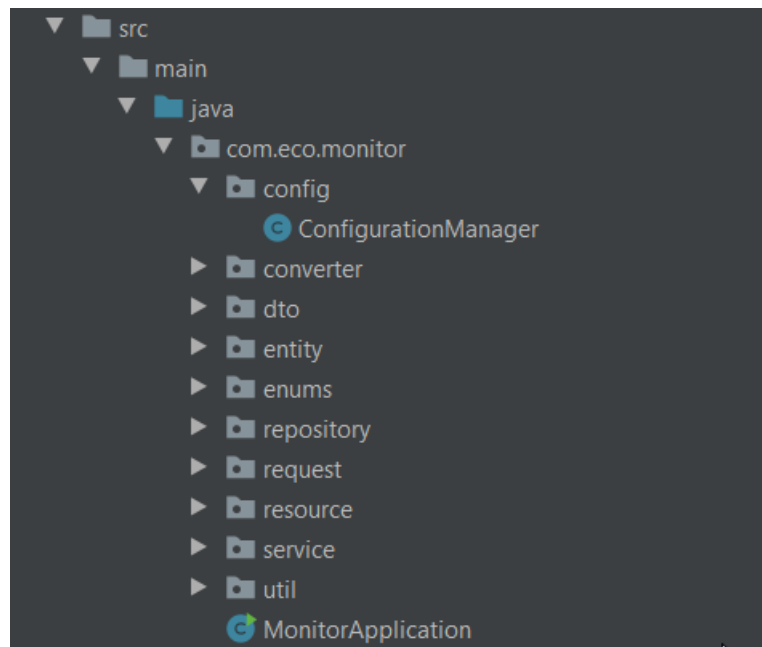 src
main
java
com.eco.monitor
config
ConfigurationManager
converter
dto
entity
enums
repository
request
resource
service
util
MonitorApplication